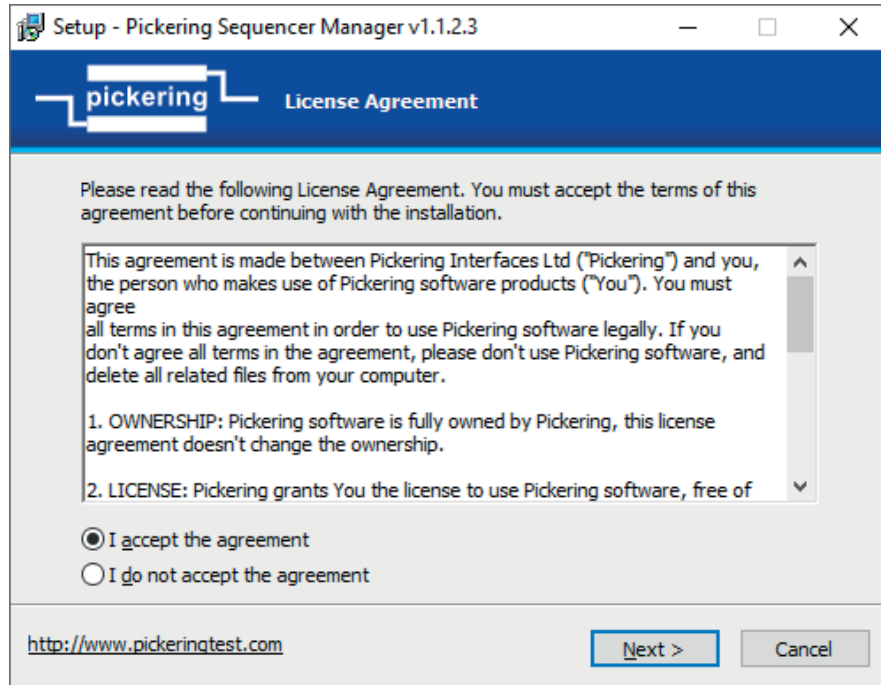 Setup - Pickering Sequencer Manager v1.1.2.3
pickering
License Agreement
Please read the following License Agreement. You must accept the terms of this
agreement before continuing with the installation.
This agreement is made between Pickering Interfaces Ltd ("Pickering") and you,
the person who makes use of Pickering software products ("You"). You must
agree
all terms in this agreement in order to use Pickering software legally. If you
don't agree all terms in the agreement, please don't use Pickering software, and
delete all related files from your computer.
1. OWNERSHIP: Pickering software is fully owned by Pickering, this license
agreement doesn't change the ownership.
2. LICENSE: Pickering grants You the license to use Pickering software, free of
I accept the agreement
I do not accept the agreement
http://www.pickeringtest.com
Next >
Cancel